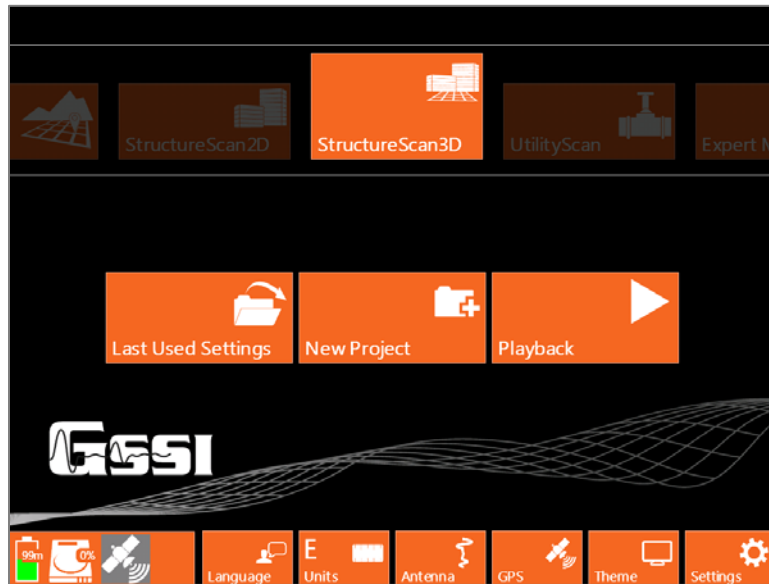 StructureScan2D
StructureScan3D
UtilityScan
Expert M
Last Used Settings
New Project
Playback
GSSI
99m
0%
Language
E
Units
Antenna
GPS
Theme
Settings